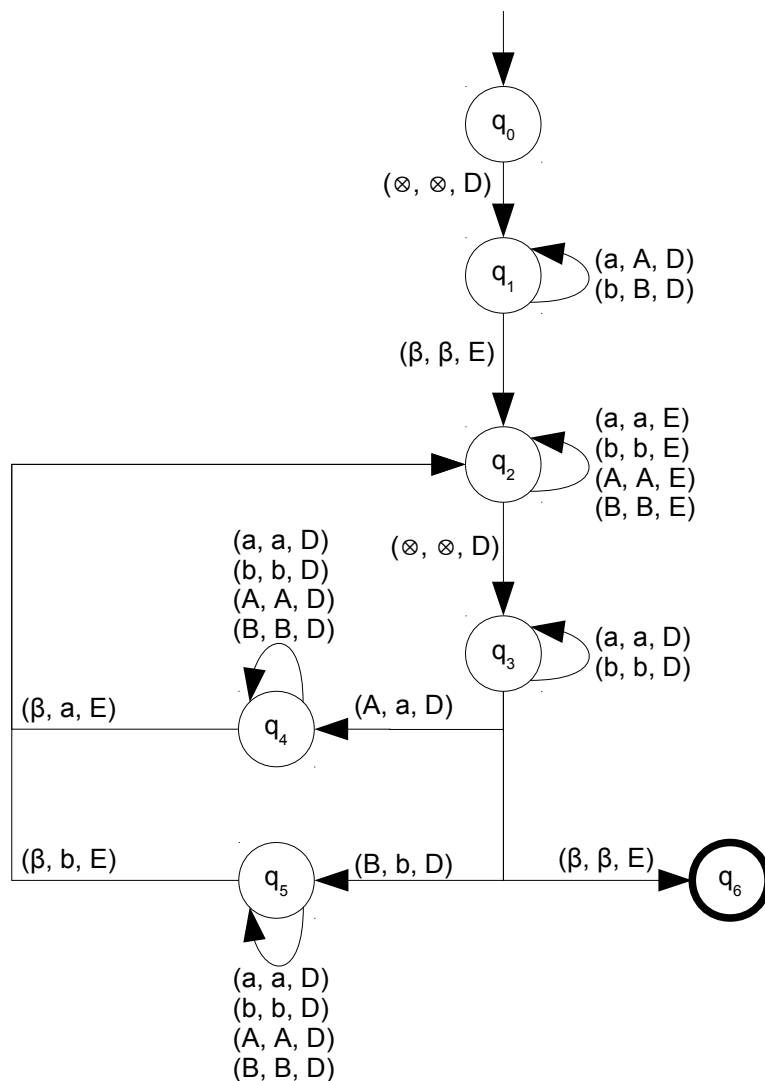 q0
(⊗, ⊗, D)
q1
(a, A, D)
(b, B, D)
(β, β, E)
q2
(a, a, E)
(b, b, E)
(A, A, E)
(B, B, E)
(⊗, ⊗, D)
(a, a, D)
(b, b, D)
(A, A, D)
(B, B, D)
q3
(a, a, D)
(b, b, D)
(β, a, E)
q4
(A, a, D)
(β, b, E)
q5
(B, b, D)
(β, β, E)
q6
(a, a, D)
(b, b, D)
(A, A, D)
(B, B, D)